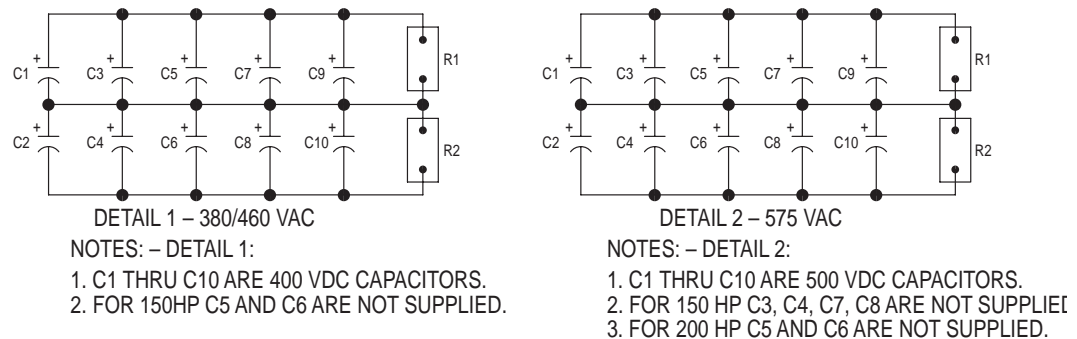 + + + + +
C1 C3 C5 C7 C9 R1
+ + + + +
C2 C4 C6 C8 C10 R2
DETAIL 1 – 380/460 VAC
NOTES: – DETAIL 1:
1. C1 THRU C10 ARE 400 VDC CAPACITORS.
2. FOR 150HP C5 AND C6 ARE NOT SUPPLIED.
+ + + + +
C1 C3 C5 C7 C9 R1
+ + + + +
C2 C4 C6 C8 C10 R2
DETAIL 2 – 575 VAC
NOTES: – DETAIL 2:
1. C1 THRU C10 ARE 500 VDC CAPACITORS.
2. FOR 150 HP C3, C4, C7, C8 ARE NOT SUPPLIED
3. FOR 200 HP C5 AND C6 ARE NOT SUPPLIED.